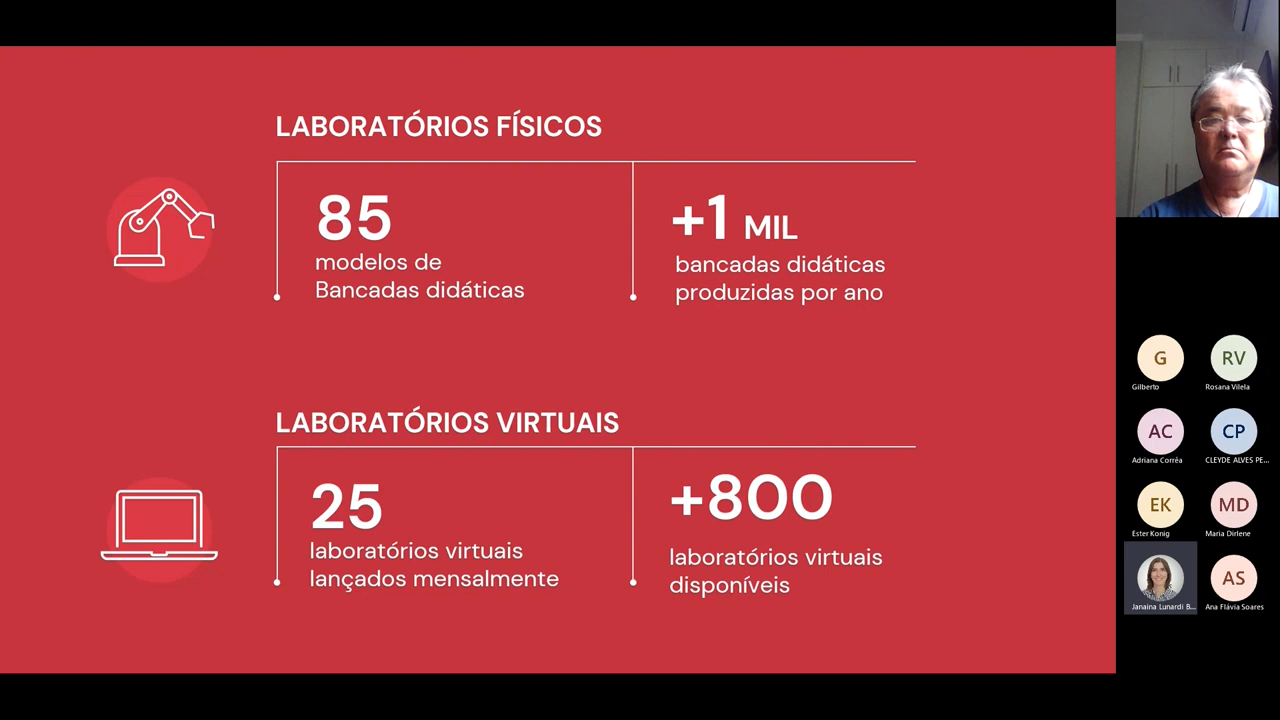 LABORATÓRIOS FÍSICOS
85
modelos de
Bancadas didáticas
+1 MIL
bancadas didáticas
produzidas por ano
LABORATÓRIOS VIRTUAIS
25
laboratórios virtuais
lançados mensalmente
+800
laboratórios virtuais
disponíveis
G
Gilberto
RV
Rosana Vilela
AC
Adriana Corrêa
CP
CLEYDE ALVES PE...
EK
Ester Konig
MD
Maria Dirlene
Janaina Lunardi B...
AS
Ana Flávia Soares